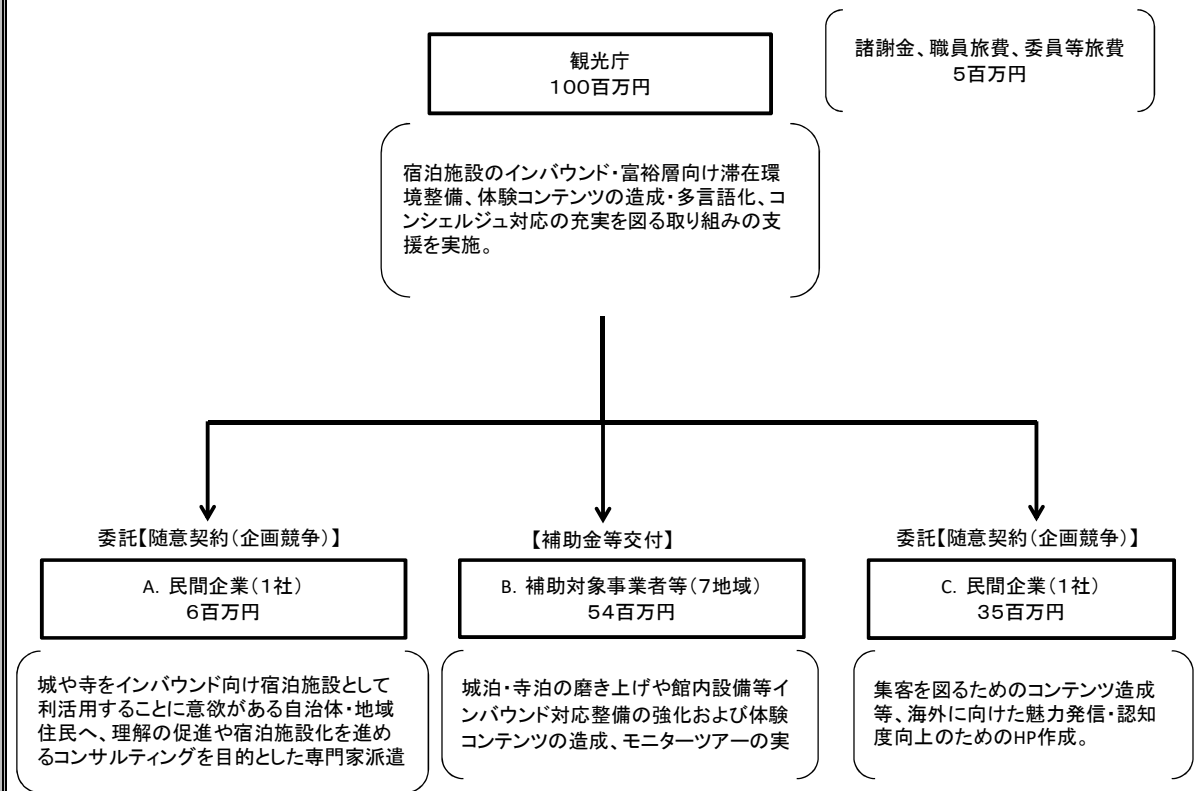 観光庁
100百万円
諸謝金、職員旅費、委員等旅費
5百万円
宿泊施設のインバウンド・富裕層向け滞在環
境整備、体験コンテンツの造成・多言語化、コ
ンシェルジュ対応の充実を図る取り組みの支
援を実施。
委託【随意契約(企画競争)】
A. 民間企業(1社)
6百万円
城や寺をインバウンド向け宿泊施設として
利活用することに意欲がある自治体・地域
住民へ、理解の促進や宿泊施設化を進め
るコンサルティングを目的とした専門家派遣
【補助金等交付】
B. 補助対象事業者等(7地域)
54百万円
城泊・寺泊の磨き上げや館内設備等イ
ンバウンド対応整備の強化および体験
コンテンツの造成、モニターツアーの実
委託【随意契約(企画競争)】
C. 民間企業(1社)
35百万円
集客を図るためのコンテンツ造成
等、海外に向けた魅力発信・認知
度向上のためのHP作成。